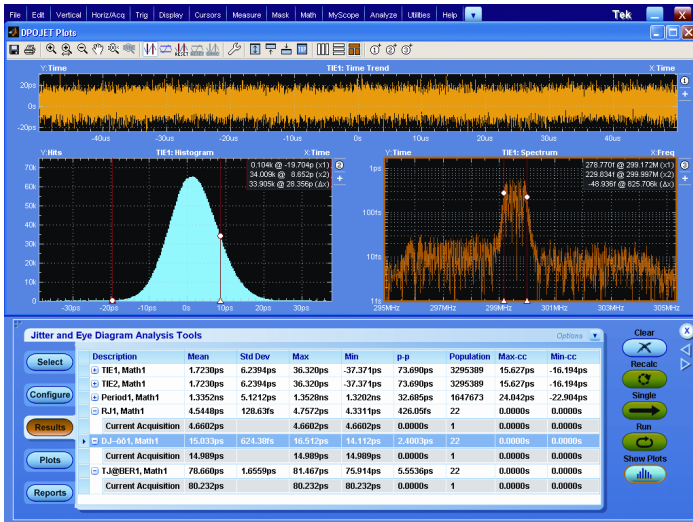 File Edit Vertical Horiz/Acq Trig Display Cursors Measure Mask Math MyScope Analyze Utilities Help Tek
DPOJET Plots
RESET
Y:Time TIE1: Time Trend X:Time
20ps
0s
-20ps
-40us -30us -20us -10us 0s 10us 20us 30us 40us
Y:Hits TIE1: Histogram X:Time
0.104k @ -19.704p (x1)
34.009k @ 8.652p (x2)
33.905k @ 28.356p (Δx)
70k
60k
50k
40k
30k
20k
10k
0
-30ps -20ps -10ps 0s 10ps 20ps 30ps
Y:Time TIE1: Spectrum X:Freq
278.770f @ 299.172M (x1)
229.834f @ 299.997M (x2)
-48.936f @ 825.706k (Δx)
1ps
100fs
10fs
1fs
295MHz 297MHz 299MHz 301MHz 303MHz 305MHz
Jitter and Eye Diagram Analysis Tools
Options
Clear
Select
Configure
Results
Plots
Reports
Description Mean Std Dev Max Min p-p Population Max-cc Min-cc
TIE1, Math1 1.7230ps 6.2394ps 36.320ps -37.371ps 73.690ps 3295389 15.627ps -16.194ps
TIE2, Math1 1.7230ps 6.2394ps 36.320ps -37.371ps 73.690ps 3295389 15.627ps -16.194ps
Period1, Math1 1.3352ns 5.1212ps 1.3528ns 1.3202ns 32.685ps 1647673 24.042ps -22.904ps
RJ1, Math1 4.5448ps 128.63fs 4.7572ps 4.3311ps 426.05fs 22 0.0000s 0.0000s
Current Acquisition 4.6602ps 4.6602ps 4.6602ps 0.0000s 1 0.0000s 0.0000s
DJ–δδ1, Math1 15.033ps 624.38fs 16.512ps 14.112ps 2.4003ps 22 0.0000s 0.0000s
Current Acquisition 14.989ps 14.989ps 14.989ps 0.0000s 1 0.0000s 0.0000s
TJ@BER1, Math1 78.660ps 1.6559ps 81.467ps 75.914ps 5.5536ps 22 0.0000s 0.0000s
Current Acquisition 80.232ps 80.232ps 80.232ps 0.0000s 1 0.0000s 0.0000s
Recalc
Single
Run
Show Plots